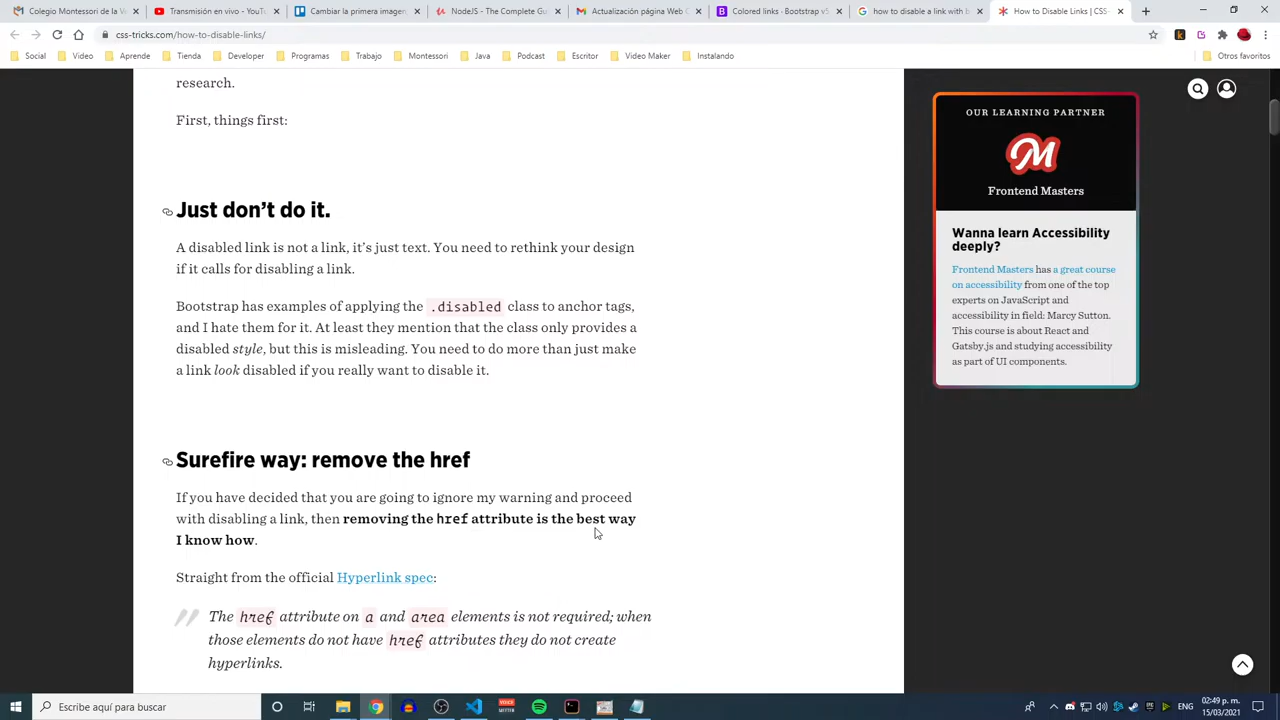 Colegio Montessori de la V
Transmisión en vivo - YouT
Cambiar la primera imager
NodeJS - The Complete Gu
Actualización página Web C
Colored links · Bootstrap v5
how to disable a link with b
How to Disable Links | CSS-
css-tricks.com/how-to-disable-links/
Social
Video
Aprende
Tienda
Developer
Programas
Trabajo
Montessori
Java
Podcast
Escritor
Video Maker
Instalando
Otros favoritos
research.
First, things first:
Just don’t do it.
A disabled link is not a link, it’s just text. You need to rethink your design
if it calls for disabling a link.
Bootstrap has examples of applying the .disabled class to anchor tags,
and I hate them for it. At least they mention that the class only provides a
disabled style, but this is misleading. You need to do more than just make
a link look disabled if you really want to disable it.
Surefire way: remove the href
If you have decided that you are going to ignore my warning and proceed
with disabling a link, then removing the href attribute is the best way
I know how.
Straight from the official Hyperlink spec:
The href attribute on a and area elements is not required; when
those elements do not have href attributes they do not create
hyperlinks.
OUR LEARNING PARTNER
Frontend Masters
Wanna learn Accessibility
deeply?
Frontend Masters has a great course
on accessibility from one of the top
experts on JavaScript and
accessibility in field: Marcy Sutton.
This course is about React and
Gatsby.js and studying accessibility
as part of UI components.
Escribe aquí para buscar
ENG
02:49 p. m.
15/03/2021